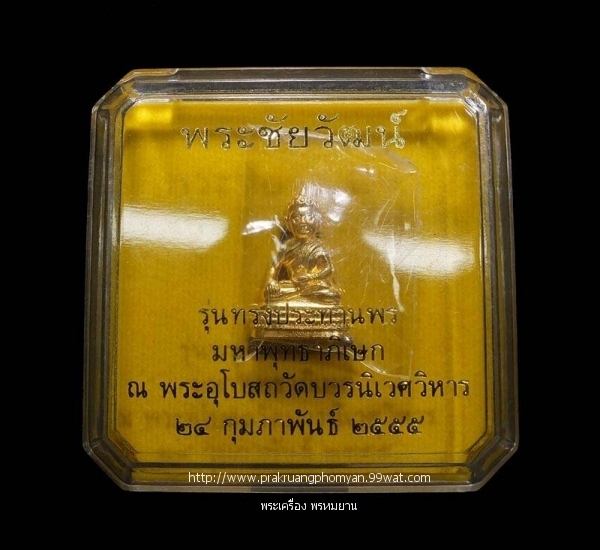 พระชัยวัฒน์
รุ่นทรงประทานพร
มหาพุทธาภิเษก
ณ พระอุโบสถวัดบวรนิเวศวิหาร
๒๔ กุมภาพันธ์ ๒๕๕๕
http://www.prakruangphomyan.99wat.com/
พระเครื่อง พรหมยาน